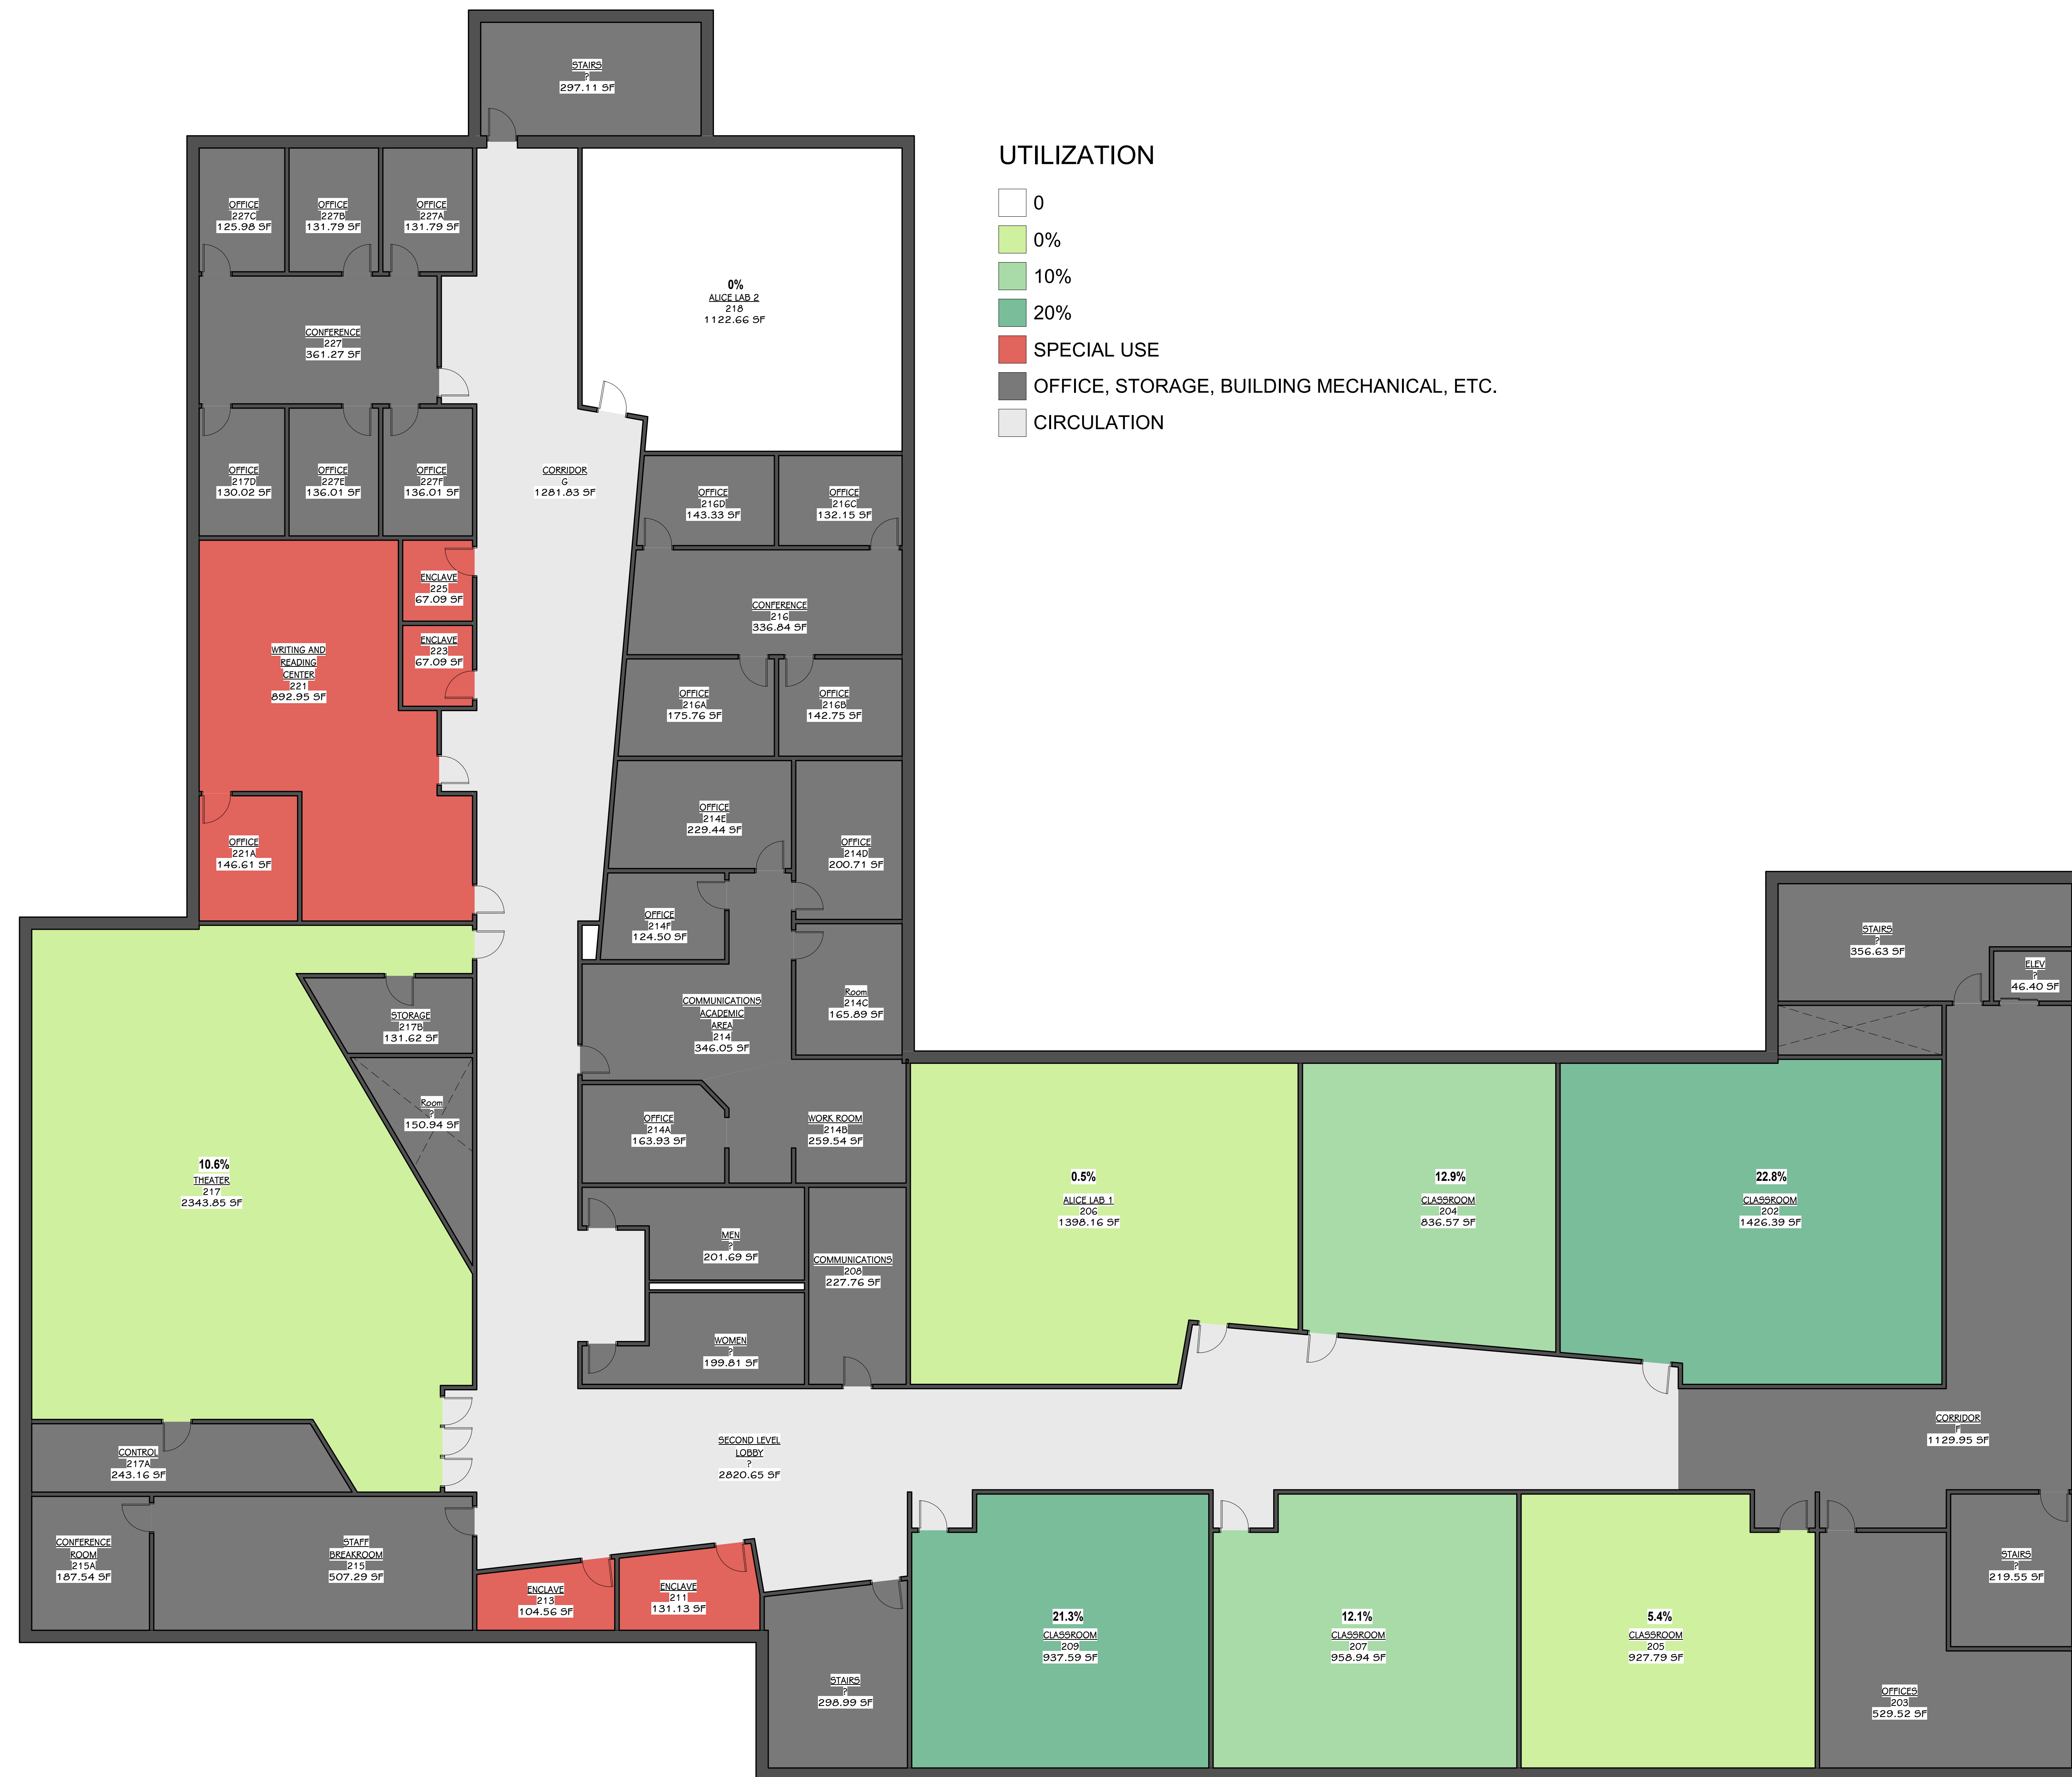 STAIRS
?
297.11 SF
UTILIZATION
0
0%
10%
20%
SPECIAL USE
OFFICE, STORAGE, BUILDING MECHANICAL, ETC.
CIRCULATION
OFFICE
227C
125.98 SF
OFFICE
227B
131.79 SF
OFFICE
227A
131.79 SF
0%
ALICE LAB 2
218
1122.66 SF
CONFERENCE
227
361.27 SF
OFFICE
217D
130.02 SF
OFFICE
227E
136.01 SF
OFFICE
227F
136.01 SF
CORRIDOR
G
1281.83 SF
OFFICE
216D
143.33 SF
OFFICE
216C
132.15 SF
ENCLAVE
225
67.09 SF
CONFERENCE
216
336.84 SF
ENCLAVE
223
67.09 SF
WRITING AND
READING
CENTER
221
892.95 SF
OFFICE
216A
175.76 SF
OFFICE
216B
142.75 SF
OFFICE
214E
229.44 SF
OFFICE
221A
146.61 SF
OFFICE
214D
200.71 SF
OFFICE
214F
124.50 SF
STAIRS
?
356.63 SF
ELEV
?
46.40 SF
STORAGE
217B
131.62 SF
COMMUNICATIONS
ACADEMIC
AREA
214
346.05 SF
Room
214C
165.89 SF
Room
?
150.94 SF
OFFICE
214A
163.93 SF
WORK ROOM
214B
259.54 SF
10.6%
THEATER
217
2343.85 SF
0.5%
ALICE LAB 1
206
1398.16 SF
12.9%
CLASSROOM
204
836.57 SF
22.8%
CLASSROOM
202
1426.39 SF
MEN
?
201.69 SF
COMMUNICATIONS
208
227.76 SF
WOMEN
?
199.81 SF
CONTROL
217A
243.16 SF
SECOND LEVEL
LOBBY
?
2820.65 SF
CORRIDOR
F
1129.95 SF
CONFERENCE
ROOM
215A
187.54 SF
STAFF
BREAKROOM
215
507.29 SF
ENCLAVE
213
104.56 SF
ENCLAVE
211
131.13 SF
STAIRS
?
219.55 SF
21.3%
CLASSROOM
209
937.59 SF
12.1%
CLASSROOM
207
958.94 SF
5.4%
CLASSROOM
205
927.79 SF
STAIRS
?
298.99 SF
OFFICES
203
529.52 SF